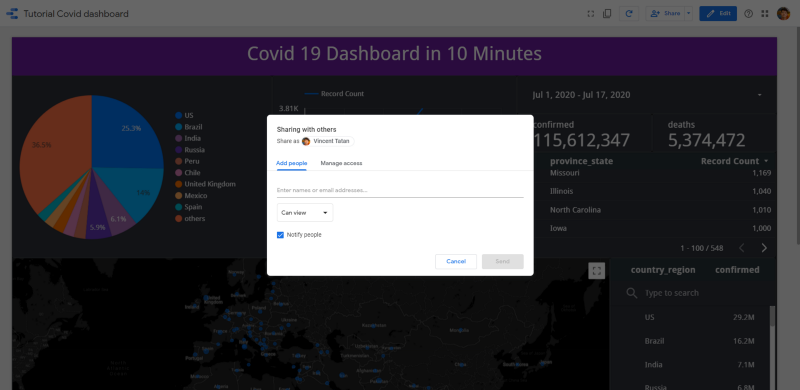 Tutorial Covid dashboard
Share
Edit
Covid 19 Dashboard in 10 Minutes
Record Count
3.81K
Jul 1, 2020 - Jul 17, 2020
US
Brazil
India
Russia
Peru
Chile
United Kingdom
Mexico
Spain
others
25.3%
14%
6.1%
5.9%
36.5%
confirmed
115,612,347
deaths
5,374,472
province_state Record Count
Missouri 1,169
Illinois 1,040
North Carolina 1,010
Iowa 1,000
1 - 100 / 548
Sharing with others
Share as Vincent Tatan
Add people Manage access
Enter names or email addresses...
Can view
Notify people
Cancel Send
country_region confirmed
Type to search
US 29.2M
Brazil 16.2M
India 7.1M
Russia 6.8M